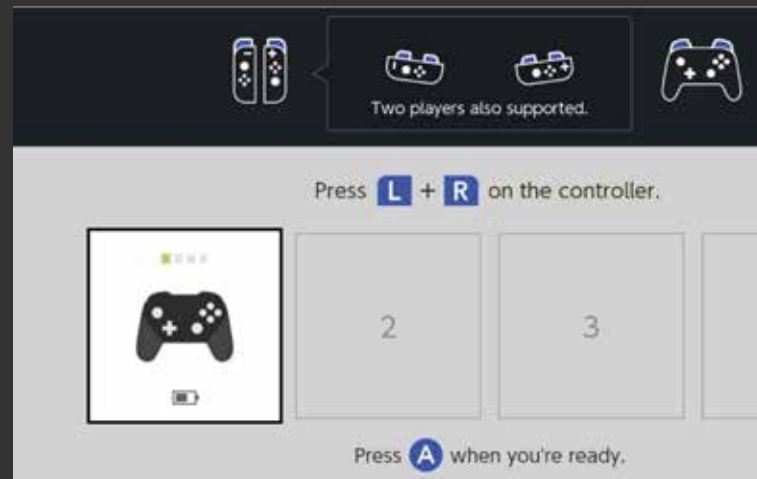 Two players also supported.
Press L + R on the controller.
2
3
Press A when you're ready.